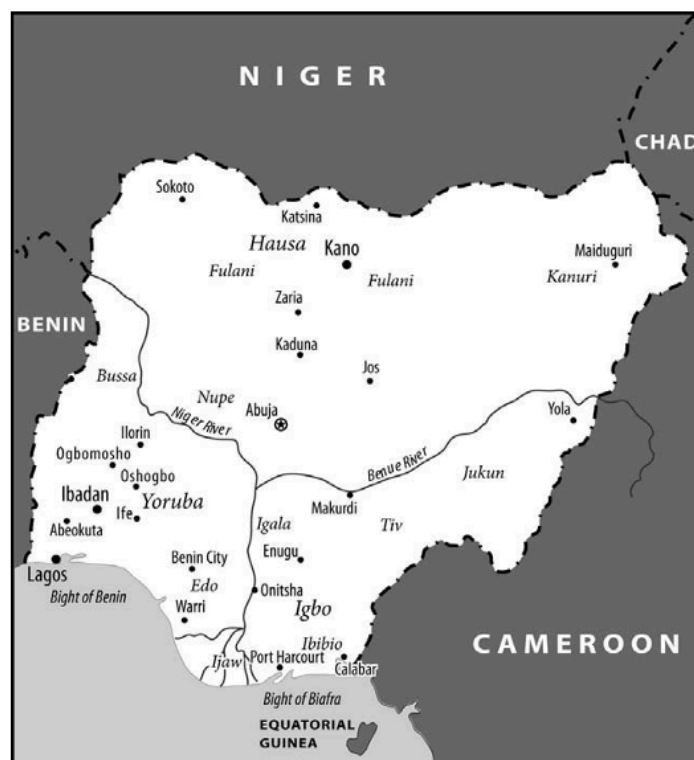 NIGER
CHAD
Sokoto
Katsina
Hausa
Kano
Maiduguri
Fulani
Fulani
Kanuri
Zaria
BENIN
Kaduna
Jos
Bussa
Nupe
Abuja
Yola
Niger River
Ilorin
Benue River
Ogbomosho
Jukun
Oshogbo
Ibadan
Yoruba
Makurdi
Ife
Igala
Tiv
Abeokuta
Enugu
Benin City
Lagos
Edo
Onitsha
Bight of Benin
Warri
Igbo
CAMEROON
Ibibio
Ijaw
Port Harcourt
Calabar
Bight of Biafra
EQUATORIAL
GUINEA